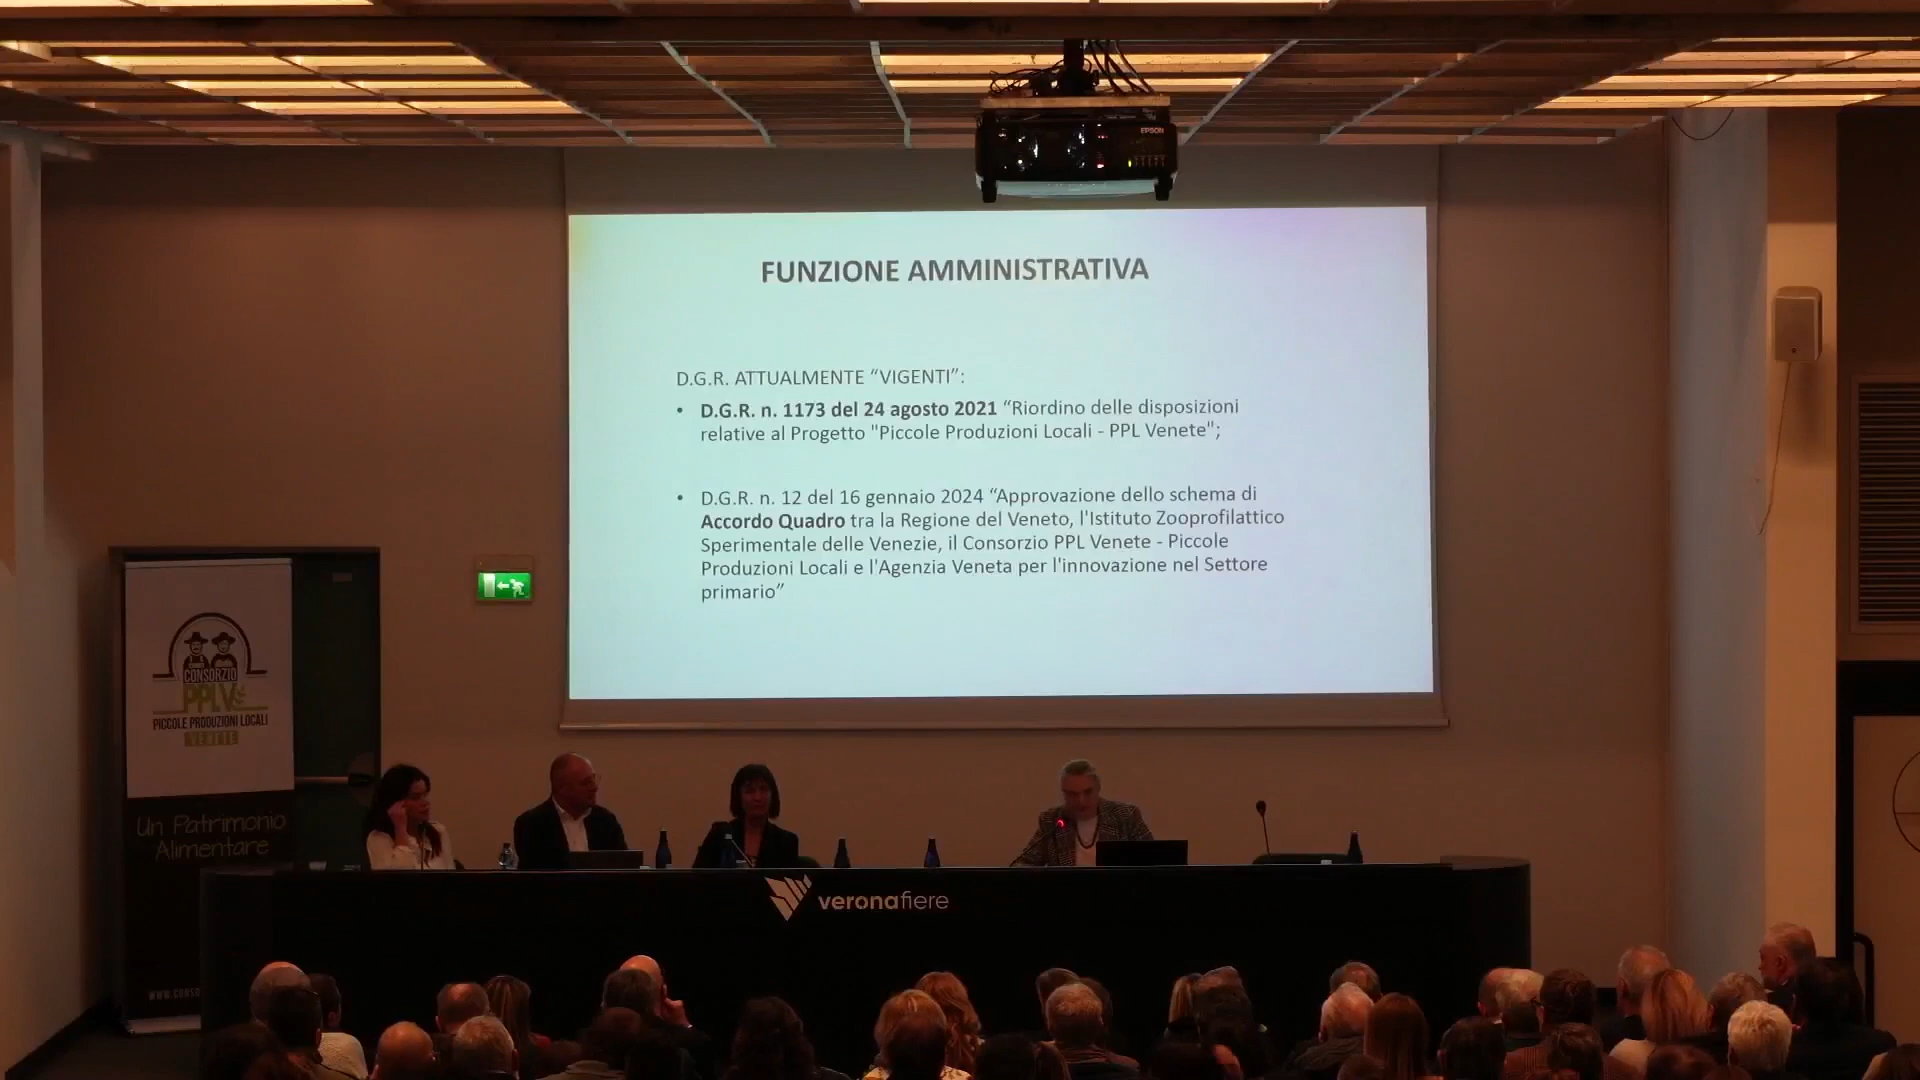 EPSON
FUNZIONE AMMINISTRATIVA
D.G.R. ATTUALMENTE “VIGENTI”:
• D.G.R. n. 1173 del 24 agosto 2021 “Riordino delle disposizioni
relative al Progetto "Piccole Produzioni Locali - PPL Venete";
• D.G.R. n. 12 del 16 gennaio 2024 “Approvazione dello schema di
Accordo Quadro tra la Regione del Veneto, l'Istituto Zooprofilattico
Sperimentale delle Venezie, il Consorzio PPL Venete - Piccole
Produzioni Locali e l'Agenzia Veneta per l'innovazione nel Settore
primario”
CONSORZIO
PPLV
PICCOLE PRODUZIONI LOCALI
VENETE
Un Patrimonio
Alimentare
veronafiere